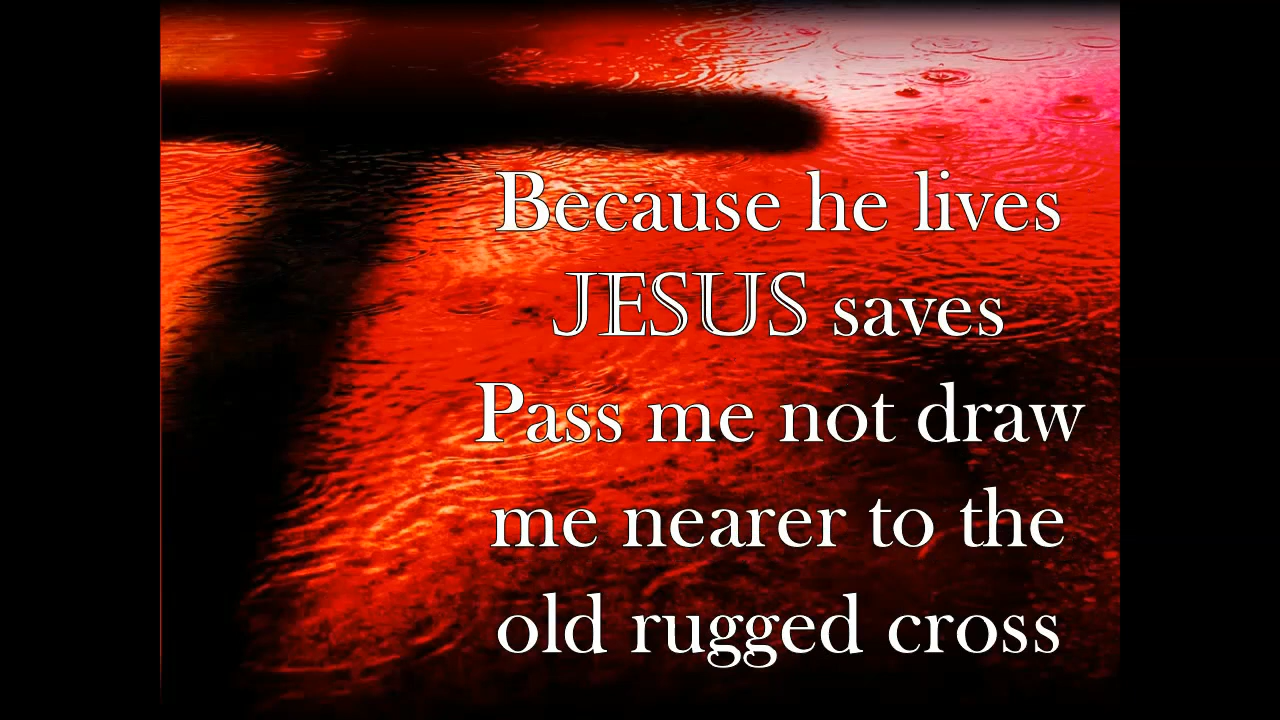 Because he lives
JESUS saves
Pass me not draw
me nearer to the
old rugged cross